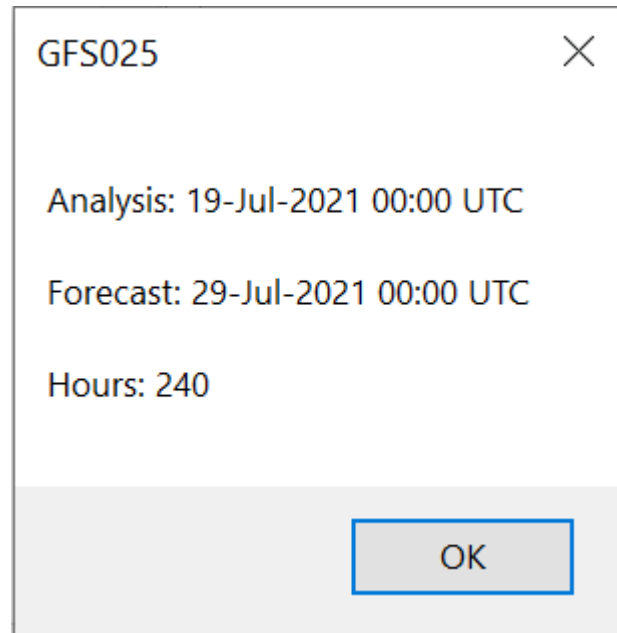 GFS025
Analysis: 19-Jul-2021 00:00 UTC
Forecast: 29-Jul-2021 00:00 UTC
Hours: 240
OK